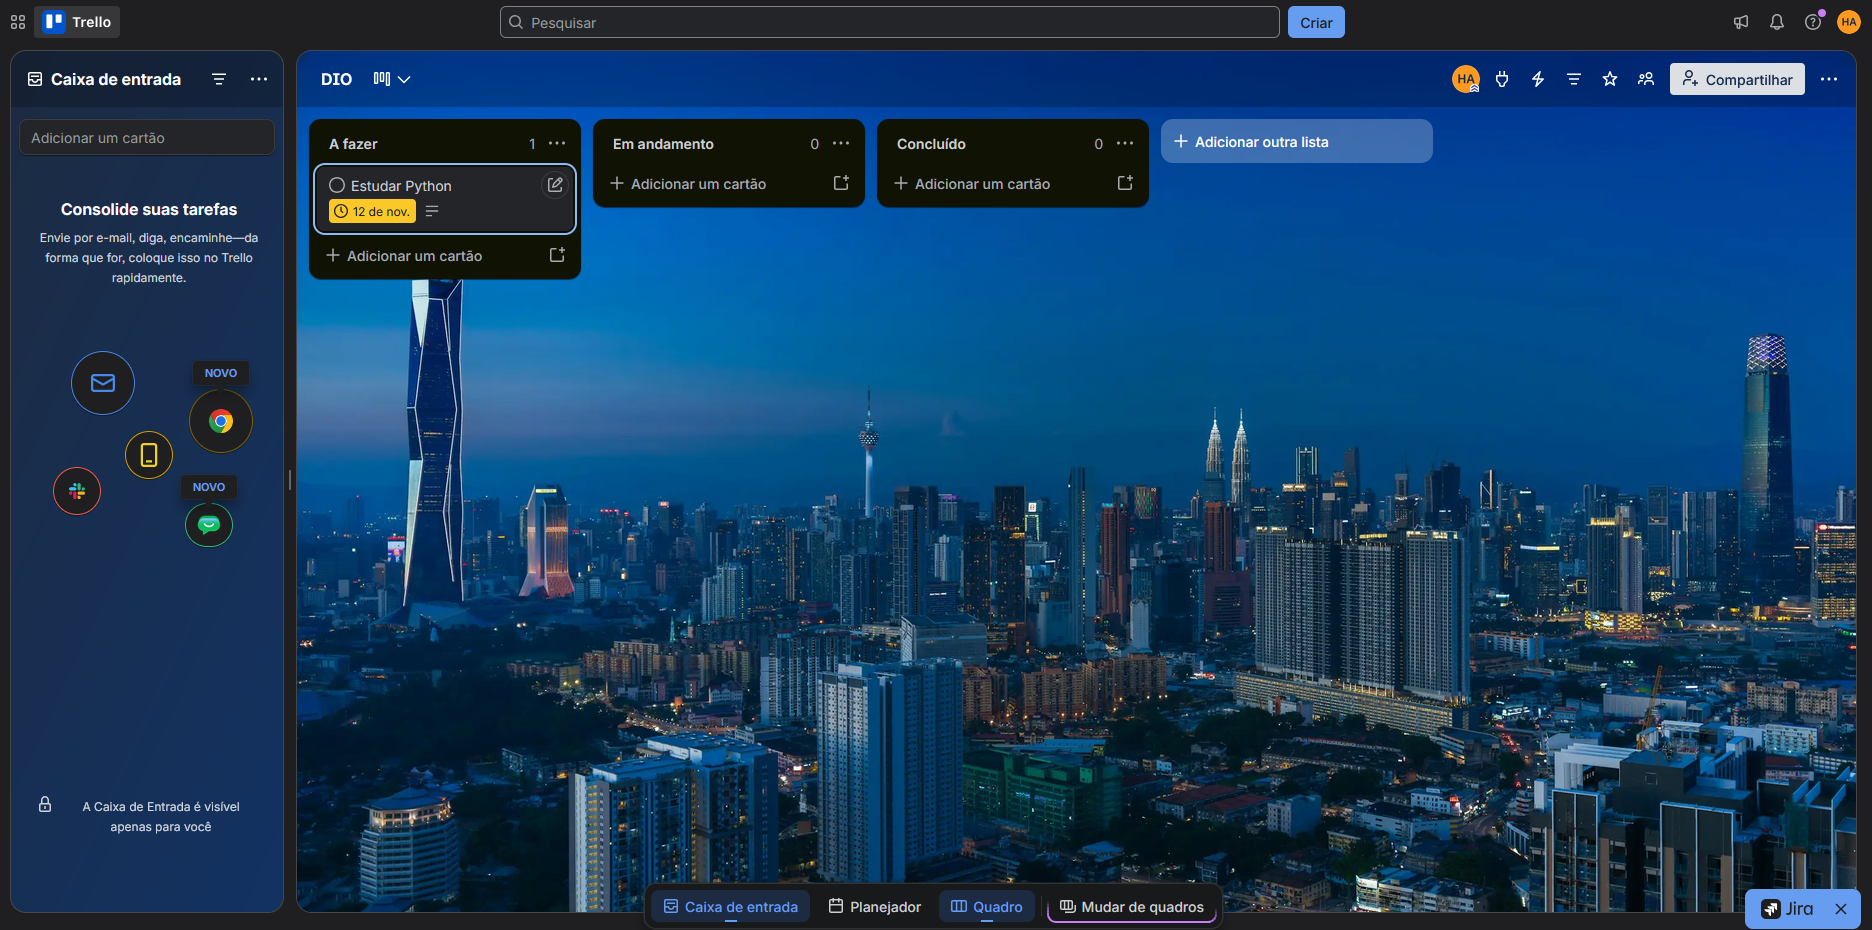 Trello
Pesquisar
Criar
HA
Caixa de entrada
Adicionar um cartão
Consolide suas tarefas
Envie por e-mail, diga, encaminhe—da
forma que for, coloque isso no Trello
rapidamente.
NOVO
NOVO
A Caixa de Entrada é visível
apenas para você
DIO
HA
Compartilhar
A fazer 1
Estudar Python
12 de nov.
Adicionar um cartão
Em andamento 0
Adicionar um cartão
Concluído 0
Adicionar um cartão
Adicionar outra lista
Caixa de entrada
Planejador
Quadro
Mudar de quadros
Jira